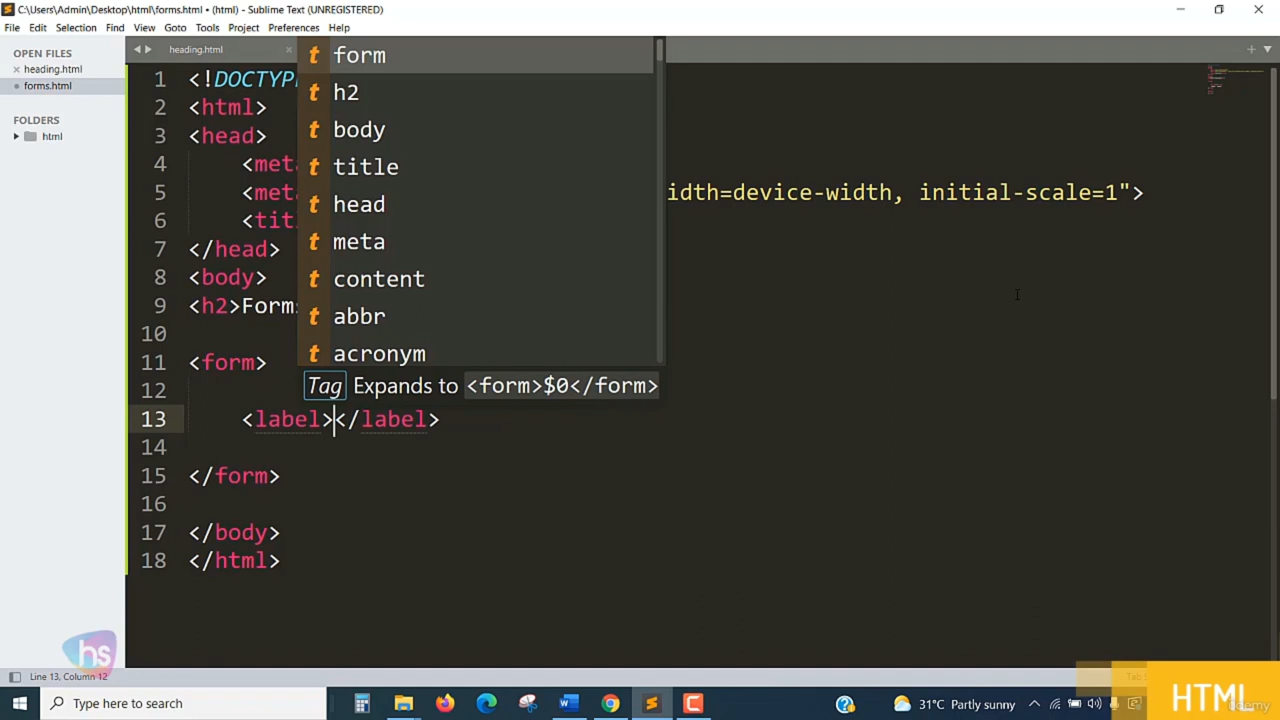 C:\Users\Admin\Desktop\html\forms.html • (html) - Sublime Text (UNREGISTERED)
File Edit Selection Find View Goto Tools Project Preferences Help
OPEN FILES
heading.html
forms.html
FOLDERS
html
heading.html
1 <!DOCTYP
2 <html>
3 <head>
4 <meta
5 <meta idth=device-width, initial-scale=1">
6 <tit
7 </head>
8 <body>
9 <h2>Form
10
11 <form>
12
13 <label></label>
14
15 </form>
16
17 </body>
18 </html>
t form
t h2
t body
t title
t head
t meta
t content
t abbr
t acronym
Tag Expands to <form>$0</form>
hs
Line 13, Column 12
Tab S
Type here to search
31°C Partly sunny
HTML
Udemy